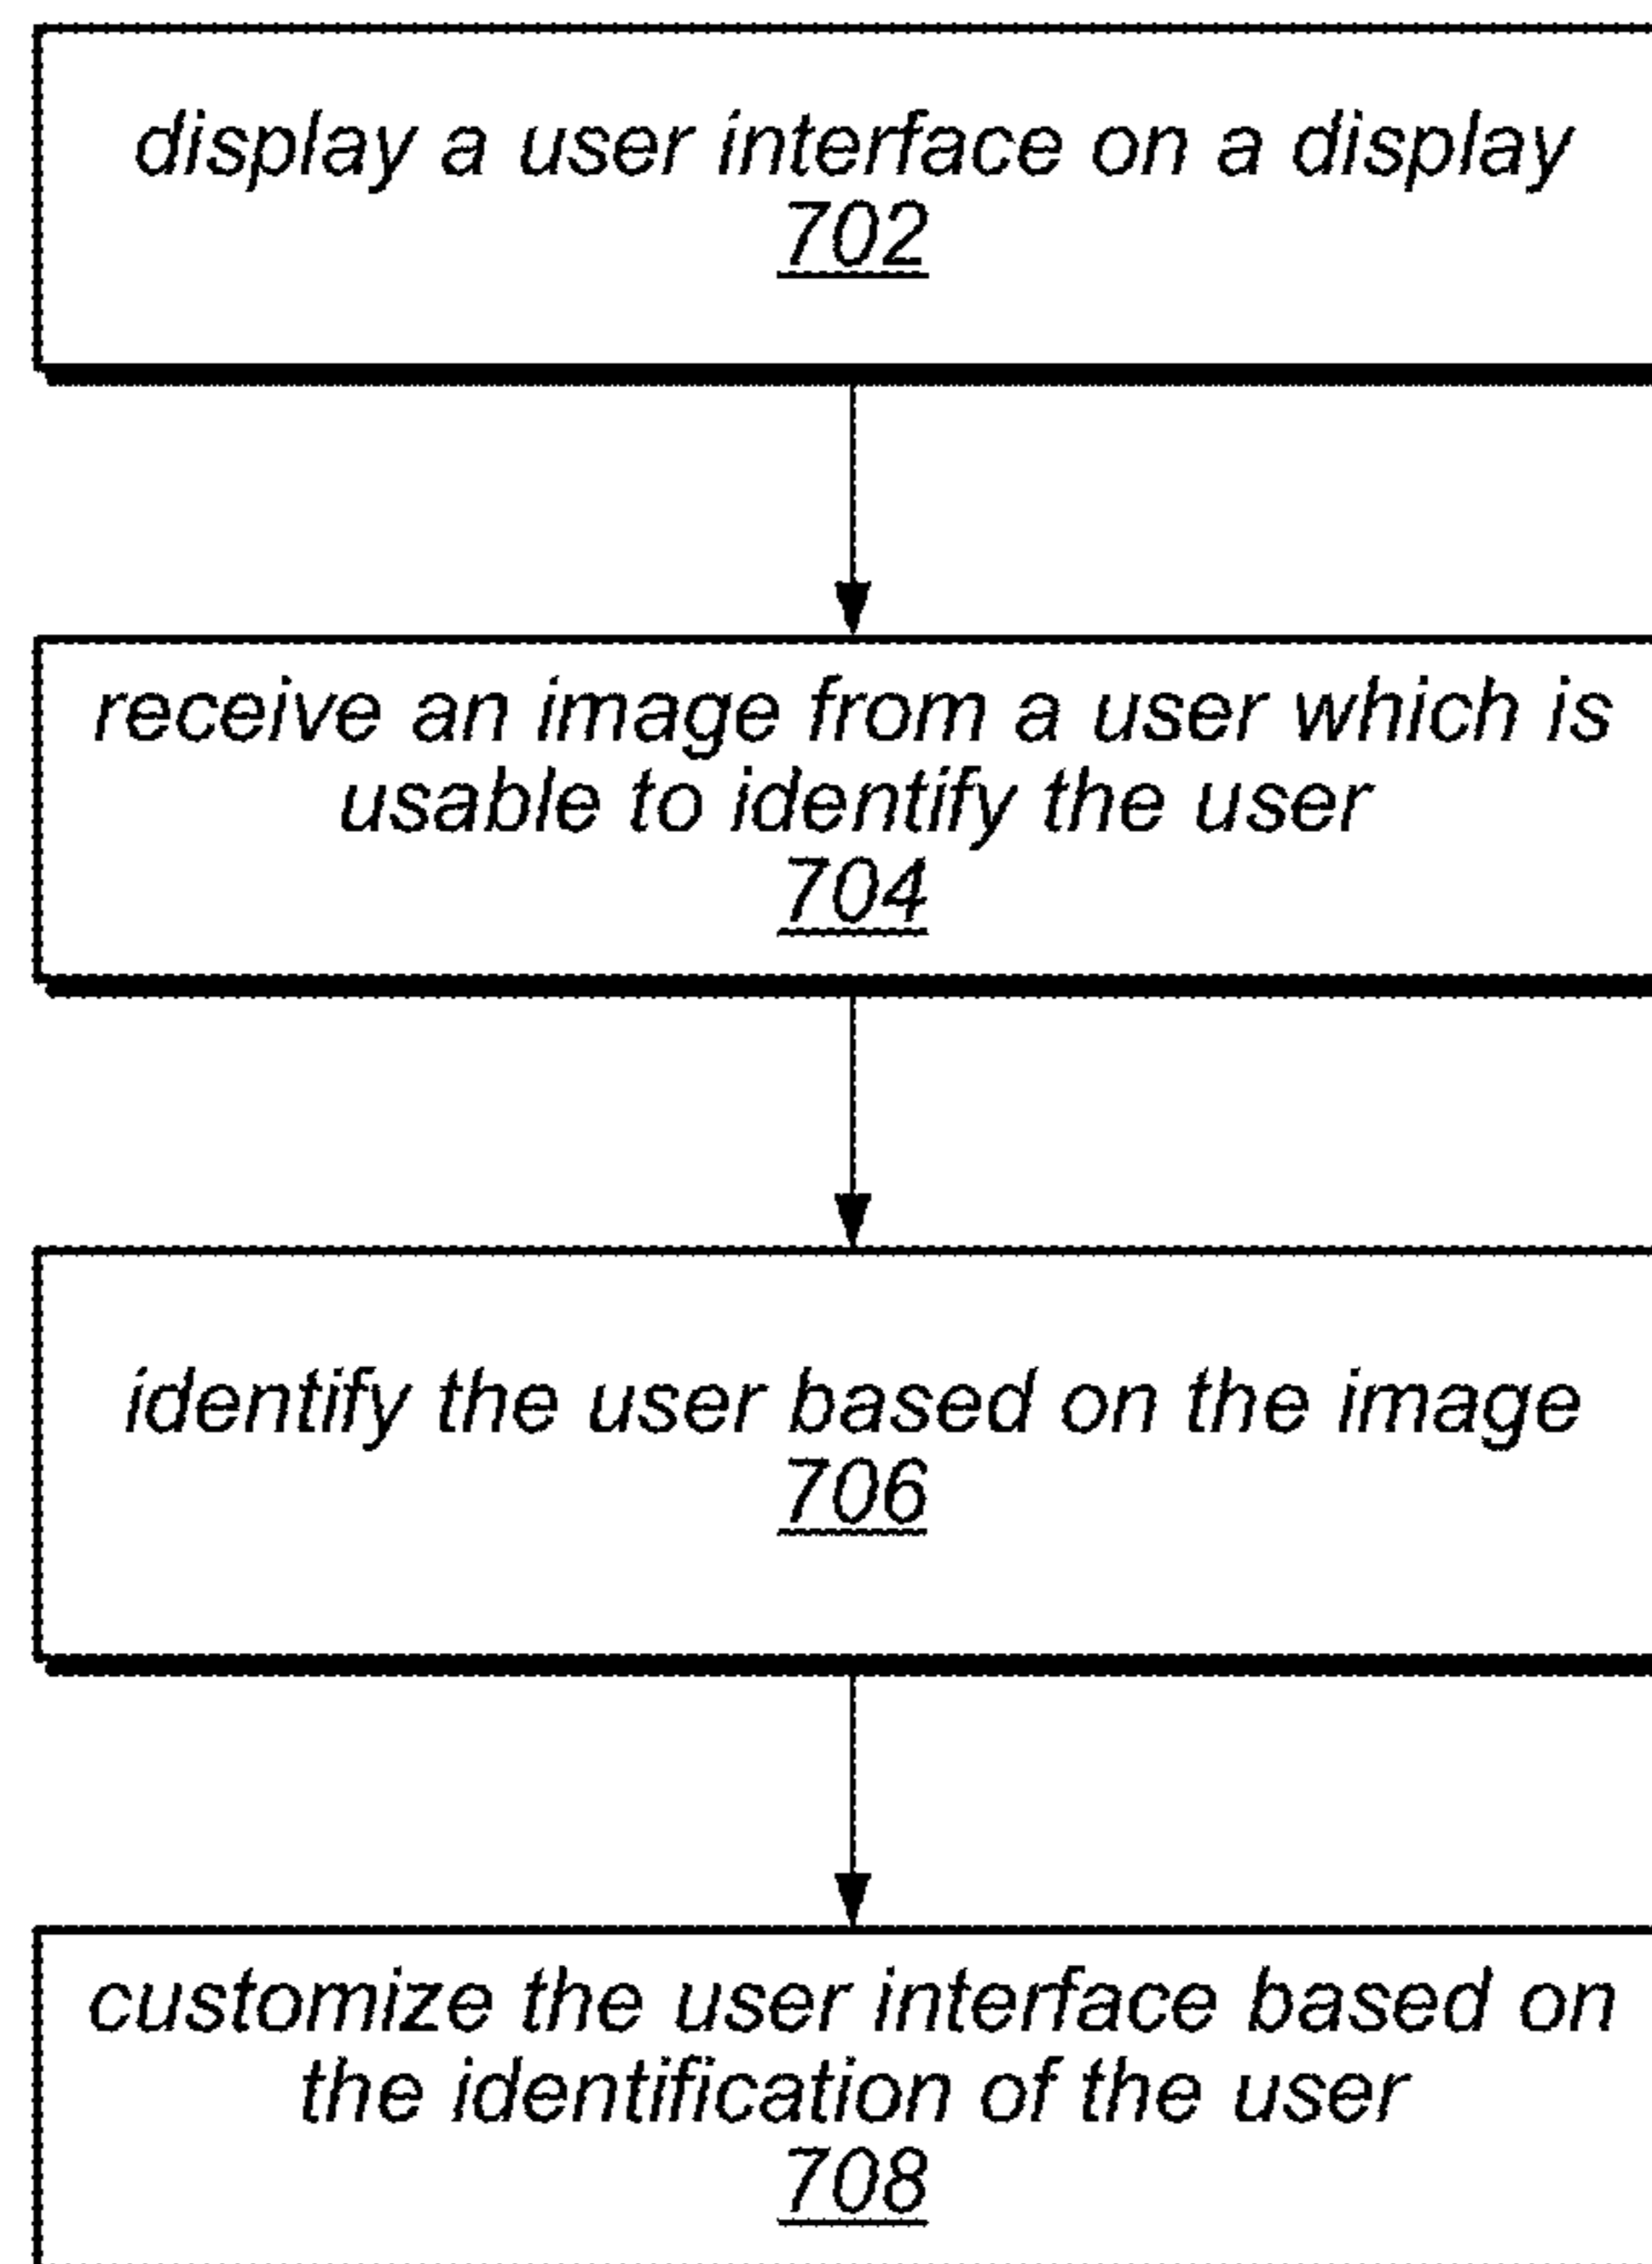 display a user interface on a display
702
receive an image from a user which is
usable to identify the user
704
identify the user based on the image
706
customize the user interface based on
the identification of the user
708